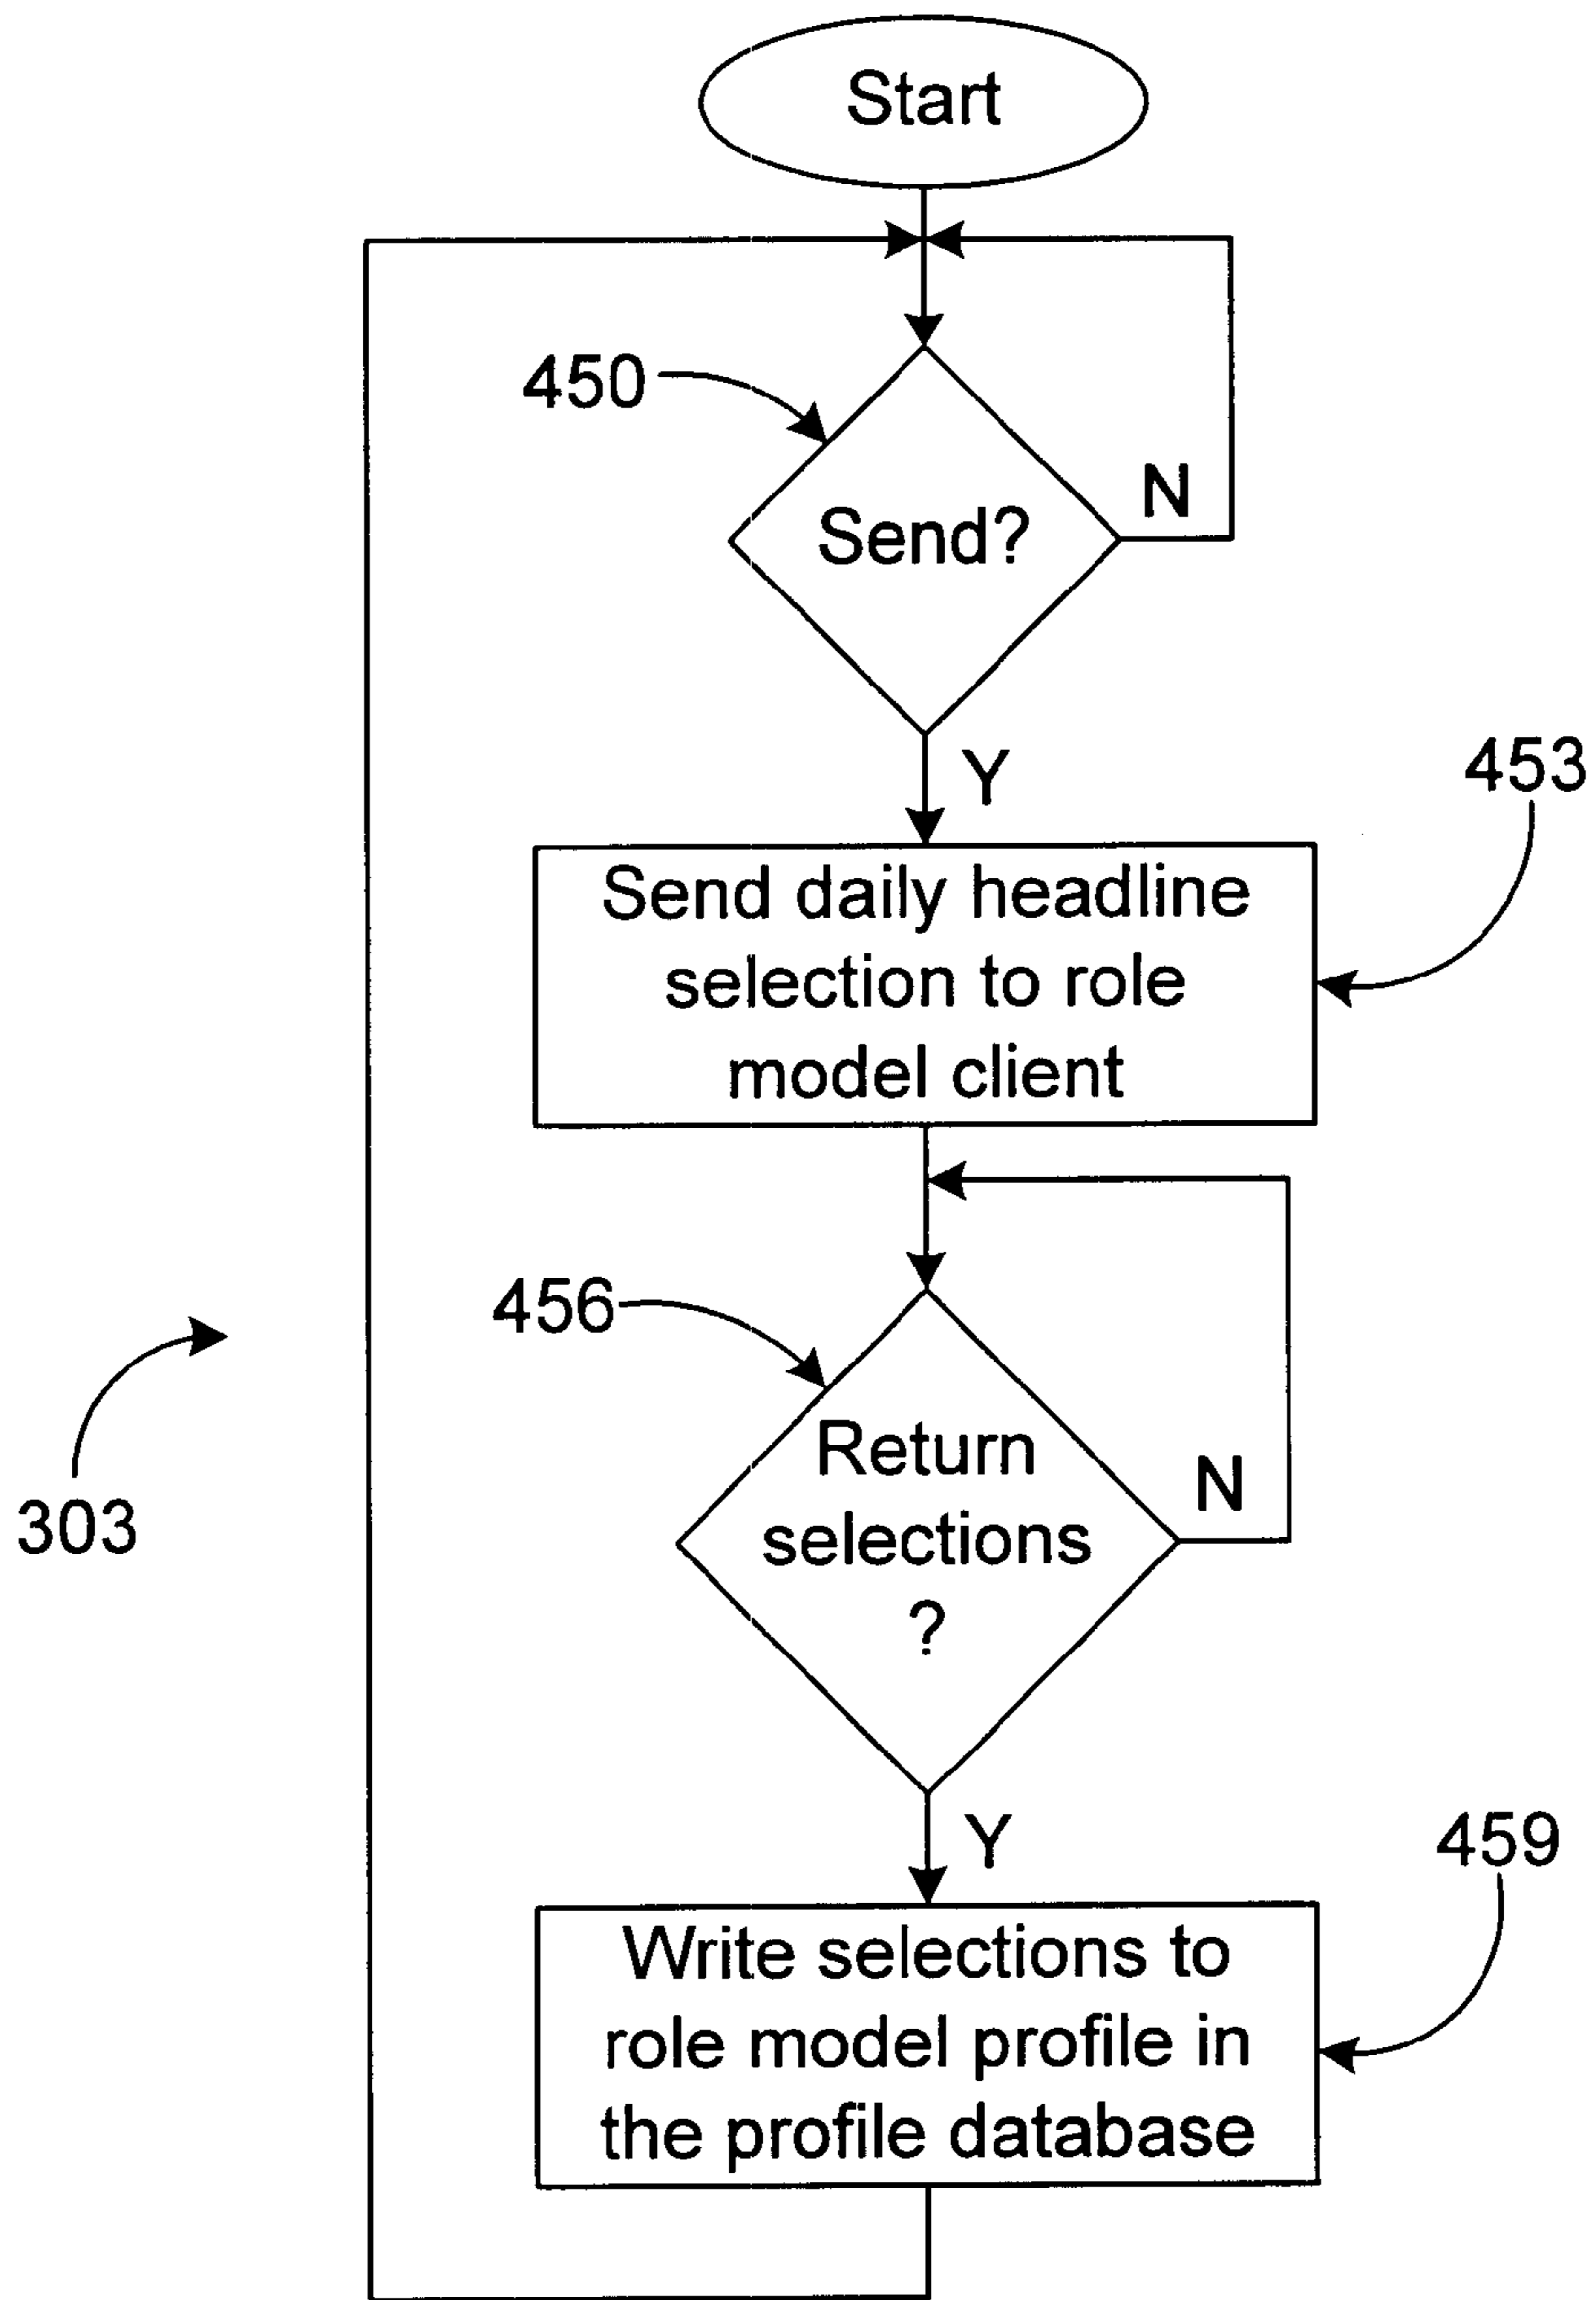 Start
450
N
Send?
Y
453
Send daily headline
selection to role
model client
456
Return
N
selections
303
?
Y
459
Write selections to
role model profile in
the profile database